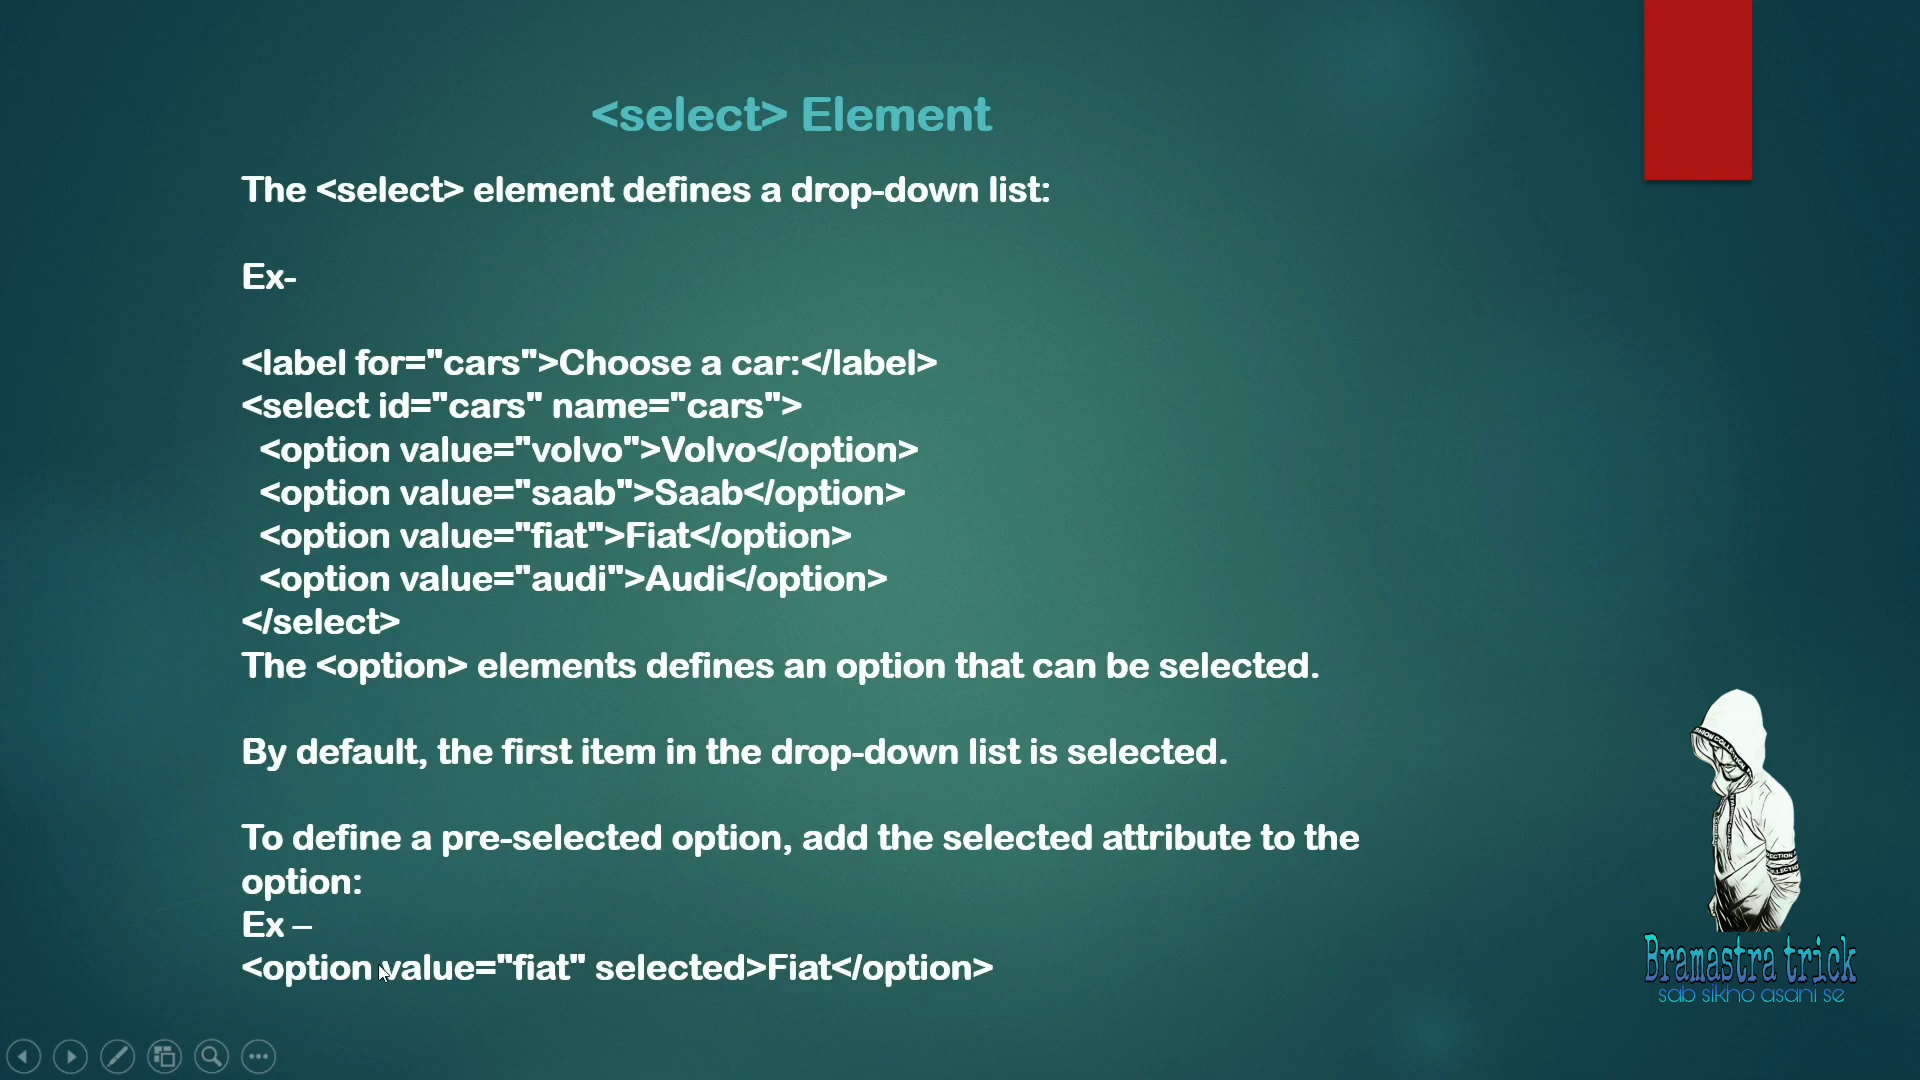 <select> Element
The <select> element defines a drop-down list:
Ex-
<label for="cars">Choose a car:</label>
<select id="cars" name="cars">
<option value="volvo">Volvo</option>
<option value="saab">Saab</option>
<option value="fiat">Fiat</option>
<option value="audi">Audi</option>
</select>
The <option> elements defines an option that can be selected.
By default, the first item in the drop-down list is selected.
To define a pre-selected option, add the selected attribute to the
option:
Ex –
<option value="fiat" selected>Fiat</option>
Bramastra trick
sab sikho asani se